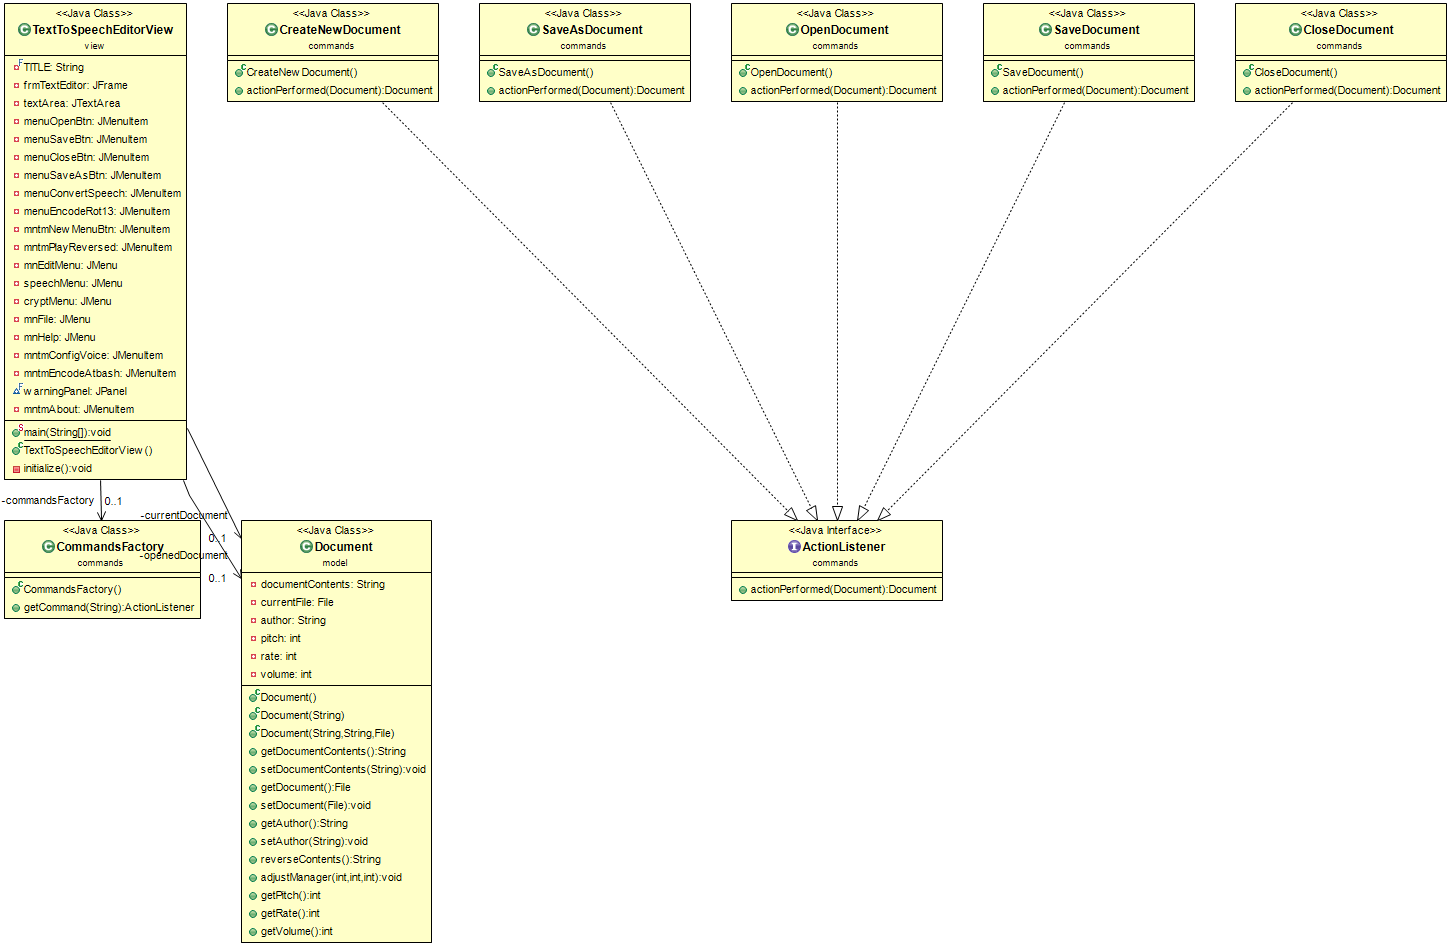 <<Java Class>>
TextToSpeechEditorView
view
TITLE: String
frmTextEditor: JFrame
textArea: JTextArea
menuOpenBtn: JMenuItem
menuSaveBtn: JMenuItem
menuCloseBtn: JMenuItem
menuSaveAsBtn: JMenuItem
menuConvertSpeech: JMenuItem
menuEncodeRot13: JMenuItem
mntmNewMenuBtn: JMenuItem
mntmPlayReversed: JMenuItem
mnEditMenu: JMenu
speechMenu: JMenu
cryptMenu: JMenu
mnFile: JMenu
mnHelp: JMenu
mntmConfigVoice: JMenuItem
mntmEncodeAtbash: JMenuItem
warningPanel: JPanel
mntmAbout: JMenuItem
main(String[]):void
TextToSpeechEditorView()
initialize():void
<<Java Class>>
CreateNewDocument
commands
CreateNewDocument()
actionPerformed(Document):Document
<<Java Class>>
SaveAsDocument
commands
SaveAsDocument()
actionPerformed(Document):Document
<<Java Class>>
OpenDocument
commands
OpenDocument()
actionPerformed(Document):Document
<<Java Class>>
SaveDocument
commands
SaveDocument()
actionPerformed(Document):Document
<<Java Class>>
CloseDocument
commands
CloseDocument()
actionPerformed(Document):Document
-commandsFactory
0..1
-currentDocument
0..1
-openedDocument
0..1
<<Java Class>>
CommandsFactory
commands
CommandsFactory()
getCommand(String):ActionListener
<<Java Class>>
Document
model
documentContents: String
currentFile: File
author: String
pitch: int
rate: int
volume: int
Document()
Document(String)
Document(String,String,File)
getDocumentContents():String
setDocumentContents(String):void
getDocument():File
setDocument(File):void
getAuthor():String
setAuthor(String):void
reverseContents():String
adjustManager(int,int,int):void
getPitch():int
getRate():int
getVolume():int
<<Java Interface>>
ActionListener
commands
actionPerformed(Document):Document